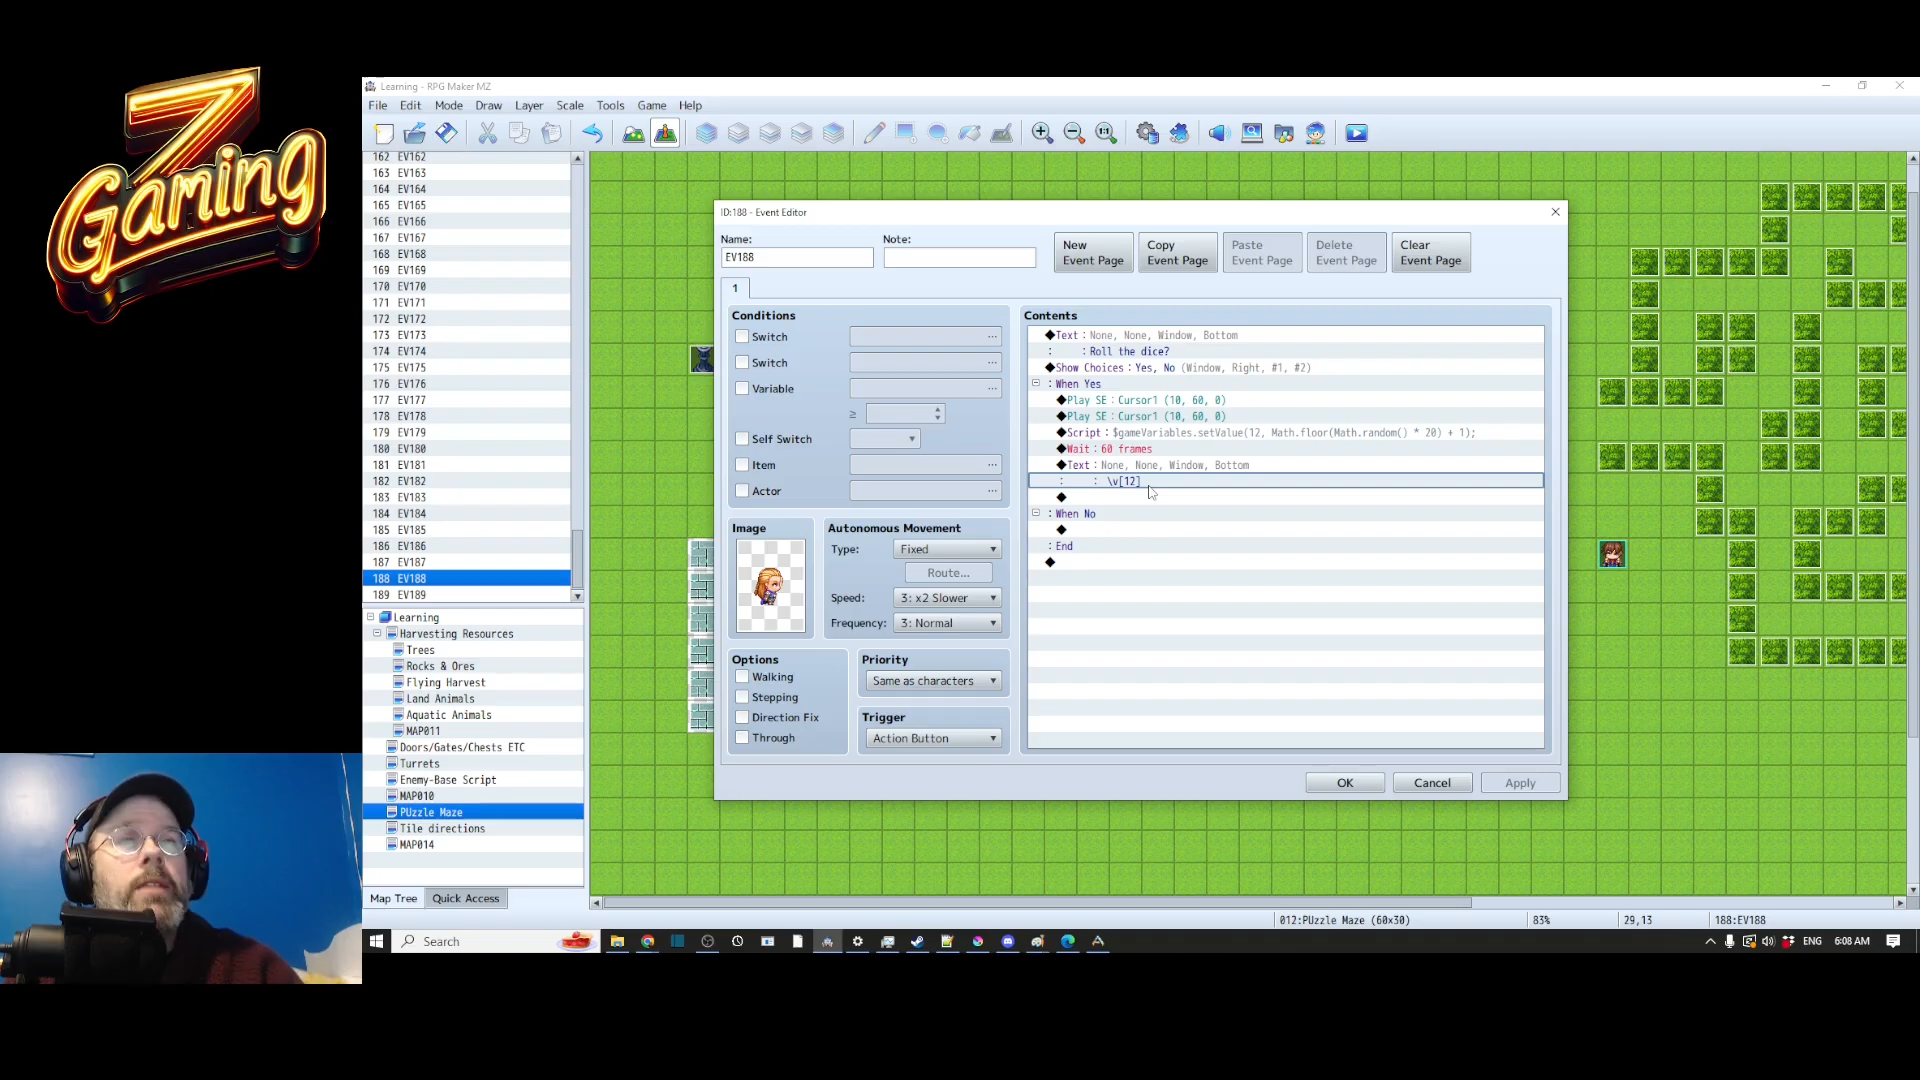 Z
Gaming
Learning - RPG Maker MZ
File Edit Mode Draw Layer Scale Tools Game Help
162 EV162
163 EV163
164 EV164
165 EV165
166 EV166
167 EV167
168 EV168
169 EV169
170 EV170
171 EV171
172 EV172
173 EV173
174 EV174
175 EV175
176 EV176
177 EV177
178 EV178
179 EV179
180 EV180
181 EV181
182 EV182
183 EV183
184 EV184
185 EV185
186 EV186
187 EV187
188 EV188
189 EV189
Learning
Harvesting Resources
Trees
Rocks & Ores
Flying Harvest
Land Animals
Aquatic Animals
MAP011
Doors/Gates/Chests ETC
Turrets
Enemy-Base Script
MAP010
PUzzle Maze
Tile directions
MAP014
Map Tree Quick Access
ID:188 - Event Editor
Name: Note:
EV188
New Event Page
Copy Event Page
Paste Event Page
Delete Event Page
Clear Event Page
1
Conditions
Switch ...
Switch ...
Variable ...
≥
Self Switch
Item ...
Actor ...
Image
Autonomous Movement
Type: Fixed
Route...
Speed: 3: x2 Slower
Frequency: 3: Normal
Options
Walking
Stepping
Direction Fix
Through
Priority
Same as characters
Trigger
Action Button
Contents
◆Text：None, None, Window, Bottom
： ：Roll the dice?
◆Show Choices：Yes, No (Window, Right, #1, #2)
：When Yes
◆Play SE：Cursor1 (10, 60, 0)
◆Play SE：Cursor1 (10, 60, 0)
◆Script：$gameVariables.setValue(12, Math.floor(Math.random() * 20) + 1);
◆Wait：60 frames
◆Text：None, None, Window, Bottom
： ： \v[12]
◆
：When No
◆
：End
◆
OK Cancel Apply
012:PUzzle Maze (60x30) 83% 29,13 188:EV188
Search
ENG 6:08 AM